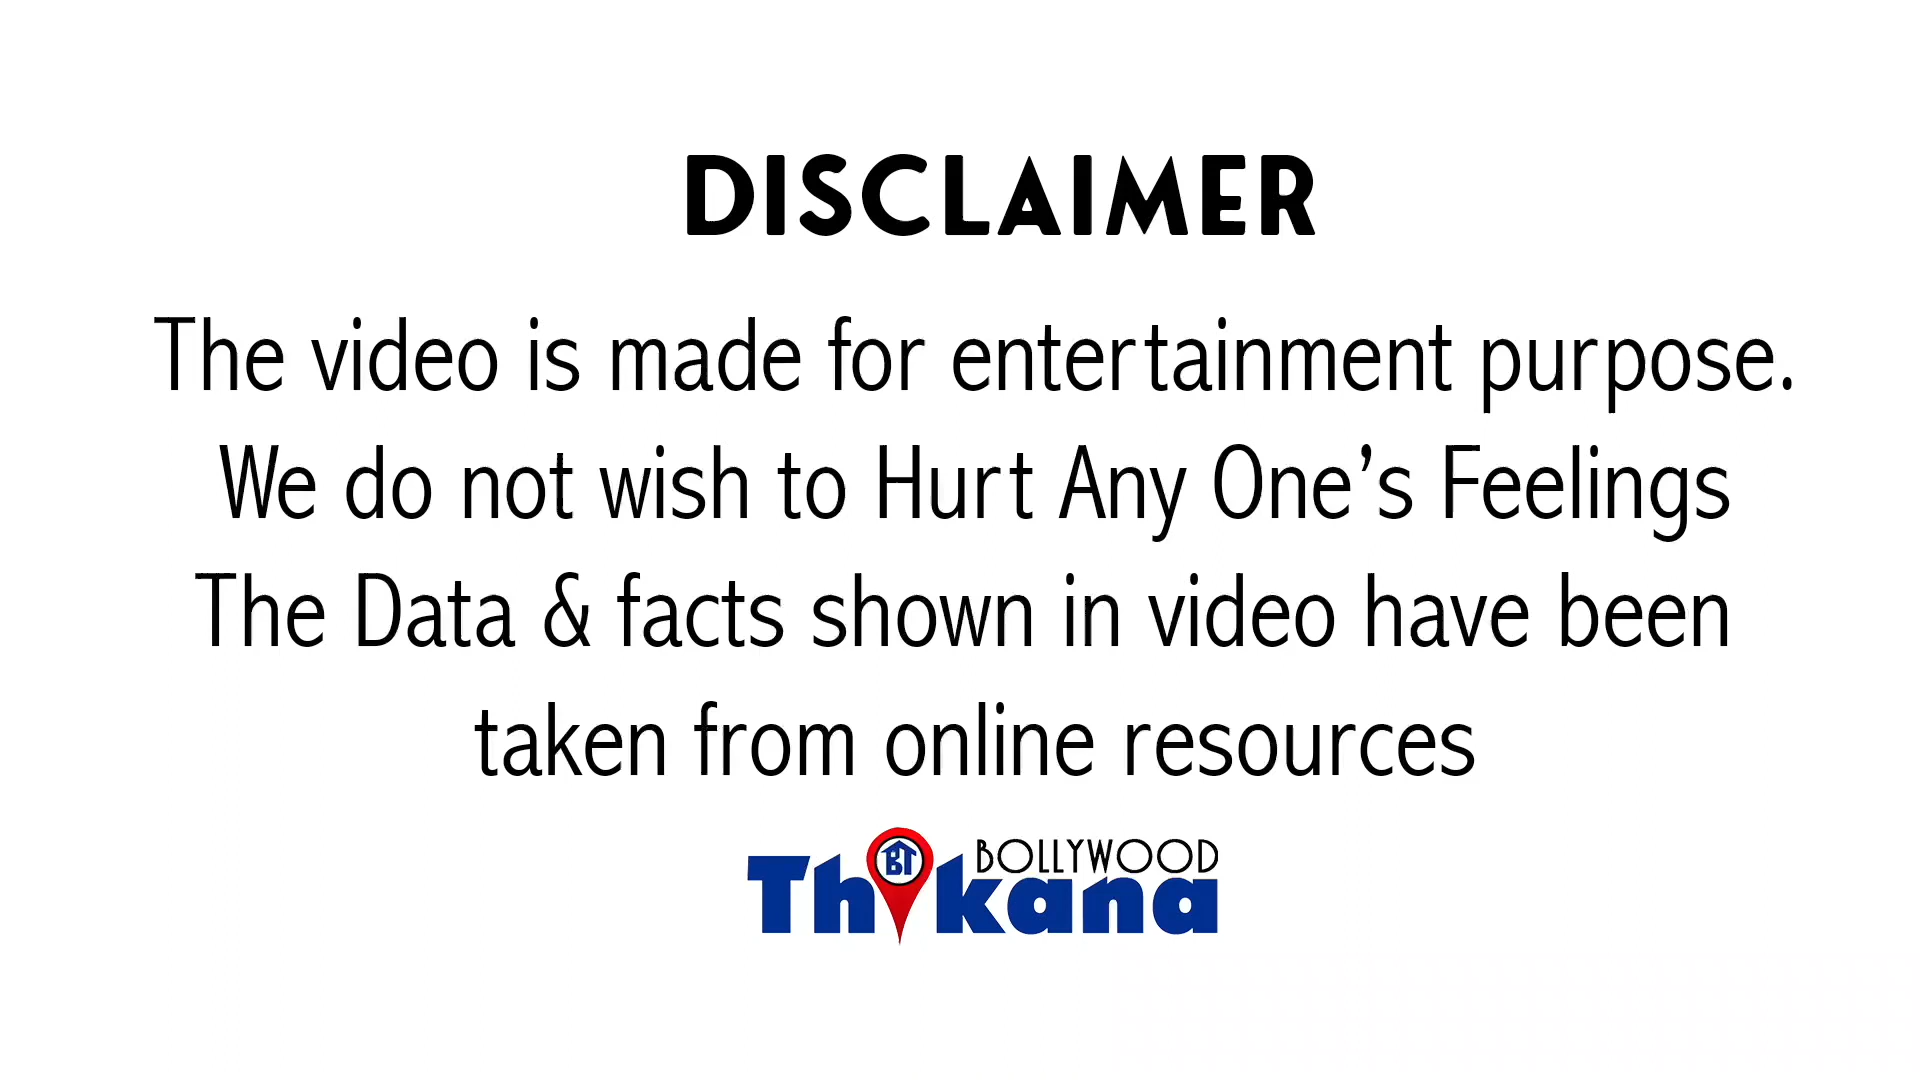 DISCLAIMER
The video is made for entertainment purpose.
We do not wish to Hurt Any One’s Feelings
The Data & facts shown in video have been
taken from online resources
BT
BOLLYWOOD
Thikana